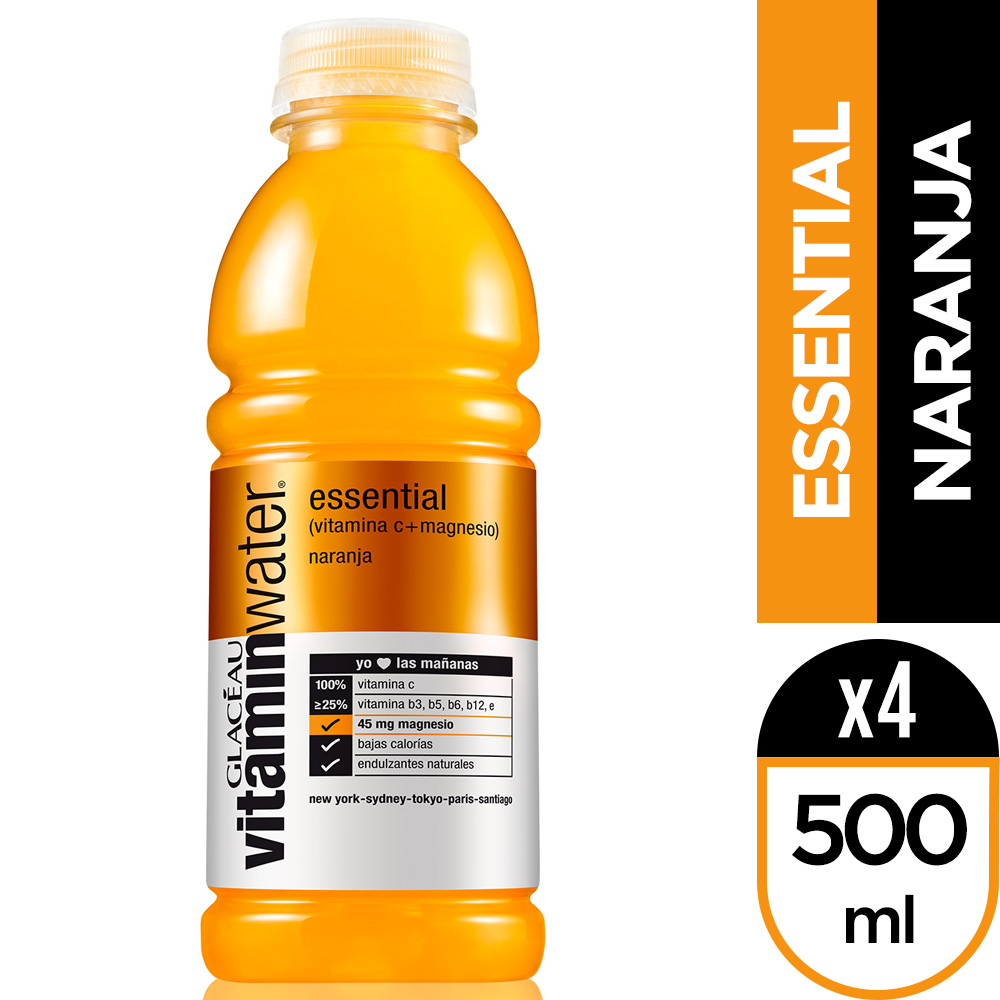 GLACÉAU
vitaminwater®
essential
(vitamina c+magnesio)
naranja
yo ♥ las mañanas
100% vitamina c
≥25% vitamina b3, b5, b6, b12, e
✓ 45 mg magnesio
✓ bajas calorías
✓ endulzantes naturales
new york-sydney-tokyo-paris-santiago
ESSENTIAL
NARANJA
x4
500
ml